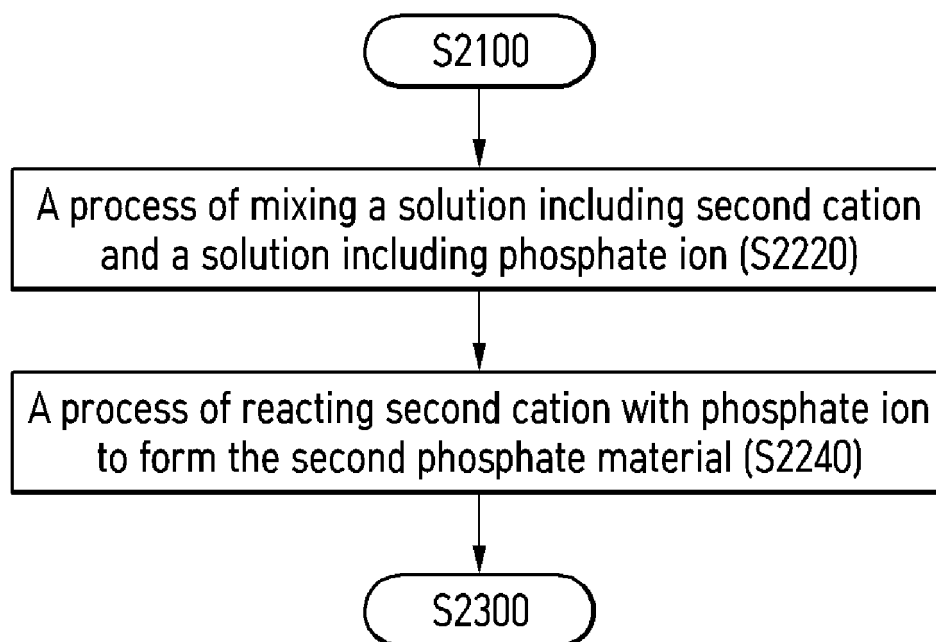 S2100
A process of mixing a solution including second cation
and a solution including phosphate ion (S2220)
A process of reacting second cation with phosphate ion
to form the second phosphate material (S2240)
S2300